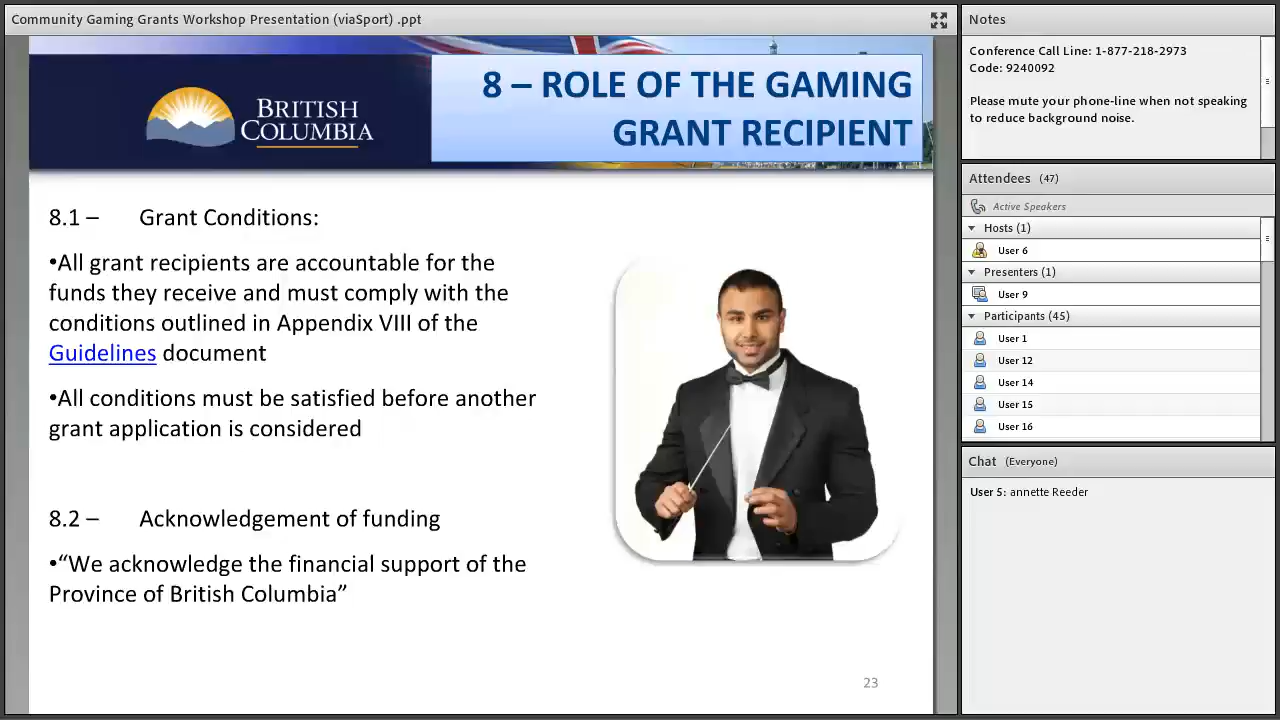 Community Gaming Grants Workshop Presentation (viaSport) .ppt
BRITISH
COLUMBIA
8 – ROLE OF THE GAMING
GRANT RECIPIENT
8.1 – Grant Conditions:
•All grant recipients are accountable for the
funds they receive and must comply with the
conditions outlined in Appendix VIII of the
Guidelines document
•All conditions must be satisfied before another
grant application is considered
8.2 – Acknowledgement of funding
•“We acknowledge the financial support of the
Province of British Columbia”
23
Notes
Conference Call Line: 1-877-218-2973
Code: 9240092
Please mute your phone-line when not speaking
to reduce background noise.
Attendees (47)
Active Speakers
Hosts (1)
User 6
Presenters (1)
User 9
Participants (45)
User 1
User 12
User 14
User 15
User 16
Chat (Everyone)
User 5: annette Reeder